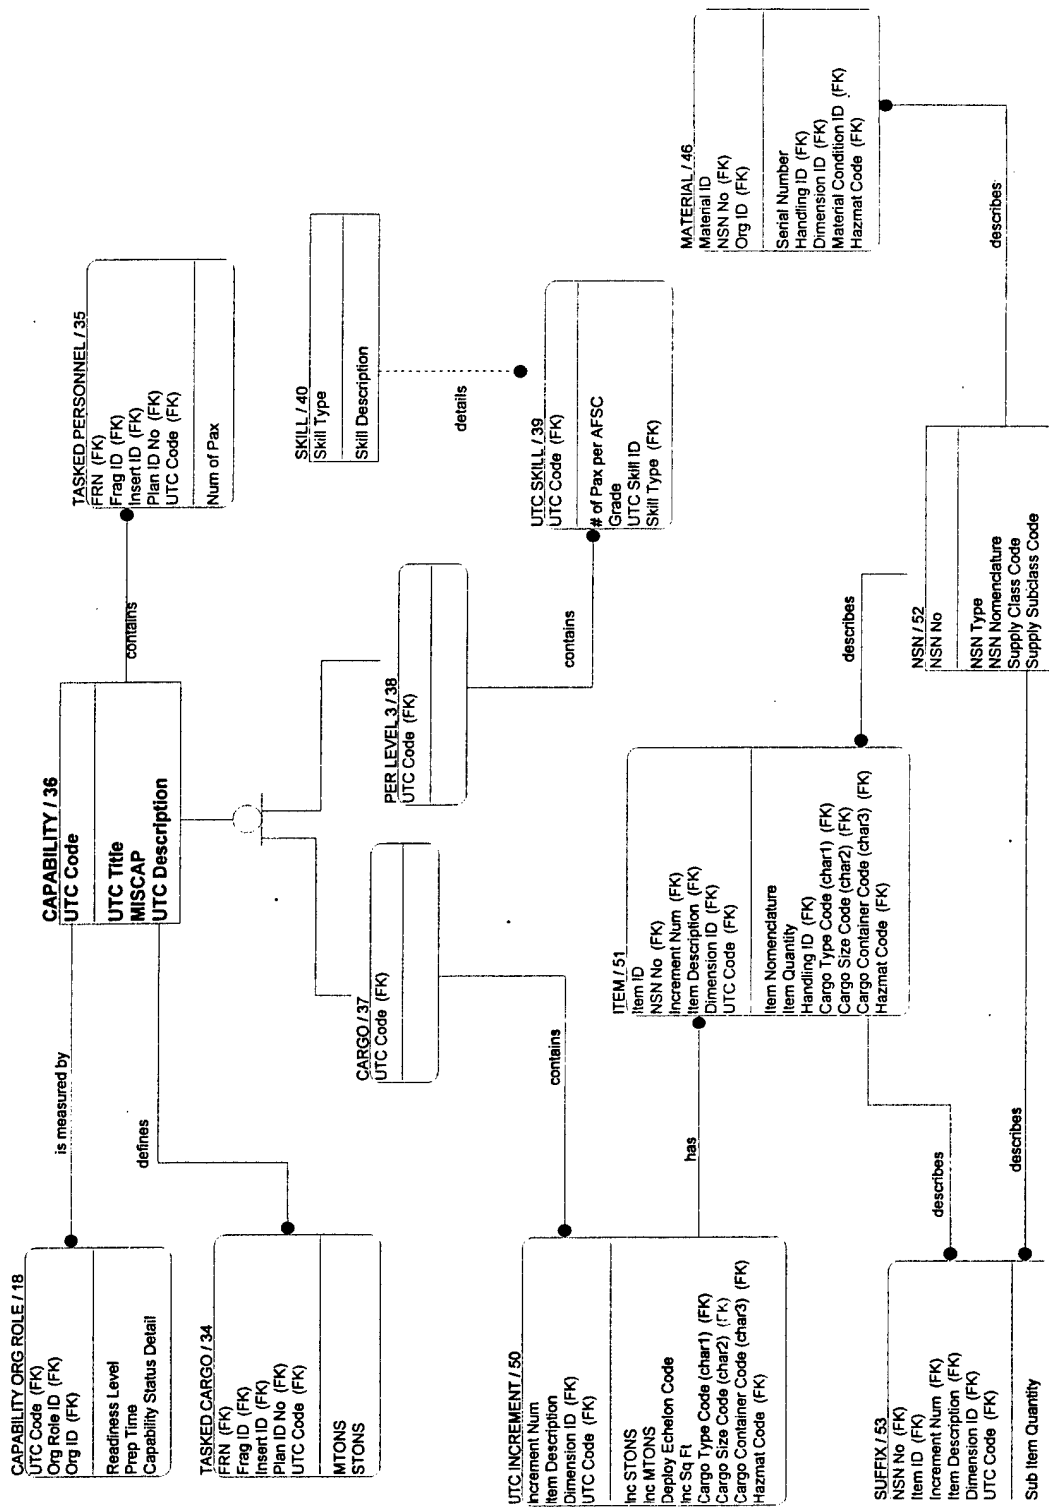 CAPABILITY ORG ROLE / 18
UTC Code (FK)
Org Role ID (FK)
Org ID (FK)
Readiness Level
Prep Time
Capability Status Detail
is measured by
CAPABILITY / 36
UTC Code
UTC Title
MISCAP
UTC Description
contains
TASKED PERSONNEL / 35
FRN (FK)
Frag ID (FK)
Insert ID (FK)
Plan ID No (FK)
UTC Code (FK)
Num of Pax
defines
TASKED CARGO / 34
FRN (FK)
Frag ID (FK)
Insert ID (FK)
Plan ID No (FK)
UTC Code (FK)
MTONS
STONS
CARGO / 37
UTC Code (FK)
PER LEVEL 3 / 38
UTC Code (FK)
SKILL / 40
Skill Type
Skill Description
details
contains
contains
UTC SKILL / 39
UTC Code (FK)
# of Pax per AFSC
Grade
UTC Skill ID
Skill Type (FK)
UTC INCREMENT / 50
Increment Num
Item Description
Dimension ID (FK)
UTC Code (FK)
Inc STONS
Inc MTONS
Deploy Echelon Code
Inc Sq Ft
Cargo Type Code (char1) (FK)
Cargo Size Code (char2) (FK)
Cargo Container Code (char3) (FK)
Hazmat Code (FK)
has
ITEM / 51
Item ID
NSN No (FK)
Increment Num (FK)
Item Description (FK)
Dimension ID (FK)
UTC Code (FK)
Item Nomenclature
Item Quantity
Handling ID (FK)
Cargo Type Code (char1) (FK)
Cargo Size Code (char2) (FK)
Cargo Container Code (char3) (FK)
Hazmat Code (FK)
describes
MATERIAL / 46
Material ID
NSN No (FK)
Org ID (FK)
Serial Number
Handling ID (FK)
Dimension ID (FK)
Material Condition ID (FK)
Hazmat Code (FK)
describes
NSN / 52
NSN No
NSN Type
NSN Nomenclature
Supply Class Code
Supply Subclass Code
describes
describes
SUFFIX / 53
NSN No (FK)
Item ID (FK)
Increment Num (FK)
Item Description (FK)
Dimension ID (FK)
UTC Code (FK)
Sub Item Quantity